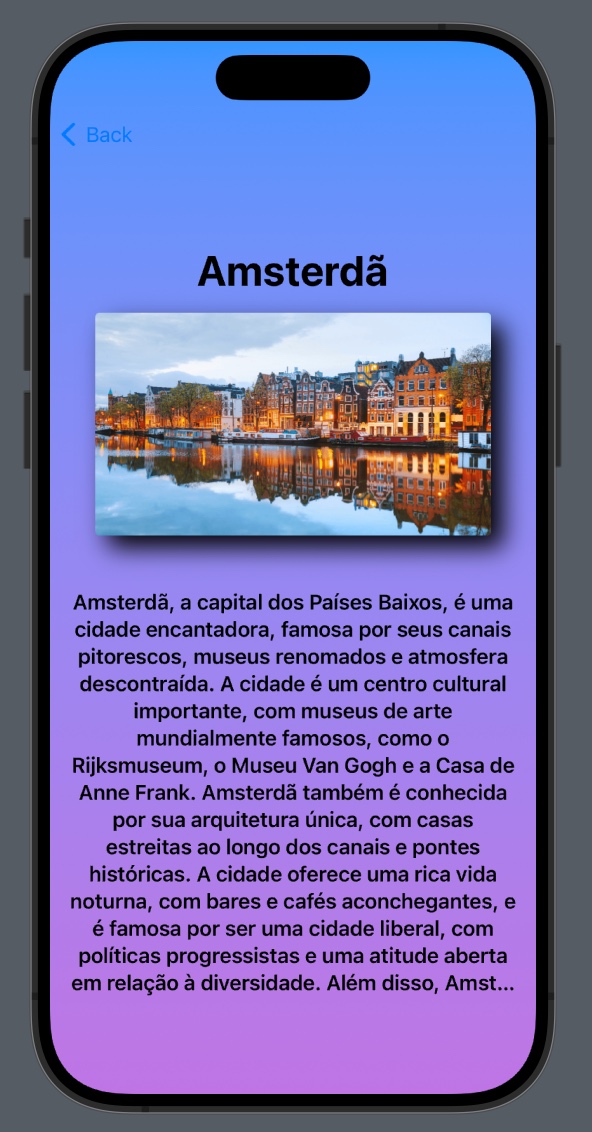 Back
Amsterdã
Amsterdã, a capital dos Países Baixos, é uma
cidade encantadora, famosa por seus canais
pitorescos, museus renomados e atmosfera
descontraída. A cidade é um centro cultural
importante, com museus de arte
mundialmente famosos, como o
Rijksmuseum, o Museu Van Gogh e a Casa de
Anne Frank. Amsterdã também é conhecida
por sua arquitetura única, com casas
estreitas ao longo dos canais e pontes
históricas. A cidade oferece uma rica vida
noturna, com bares e cafés aconchegantes, e
é famosa por ser uma cidade liberal, com
políticas progressistas e uma atitude aberta
em relação à diversidade. Além disso, Amst...